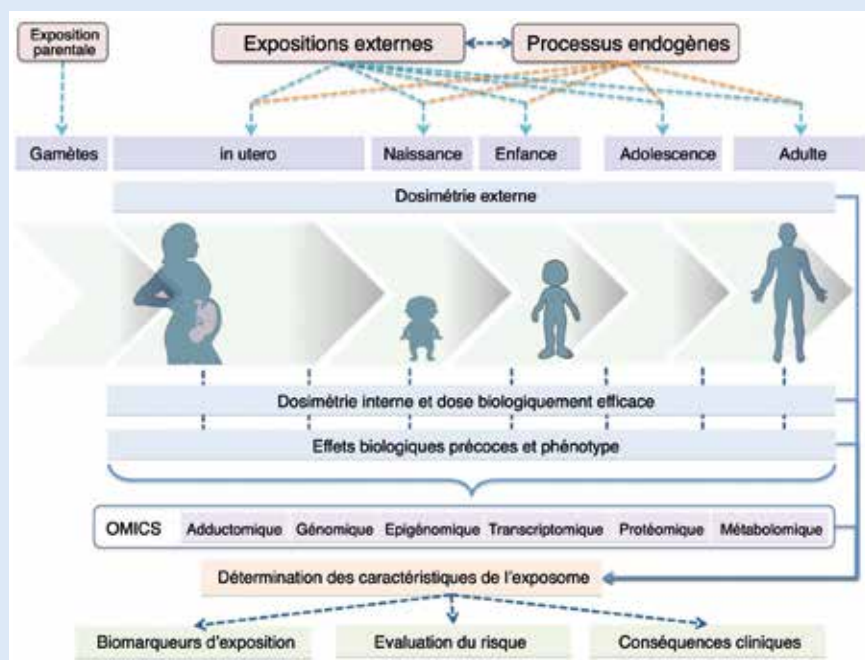 Exposition
parentale
Expositions externes
Processus endogènes
Gamètes
in utero
Naissance
Enfance
Adolescence
Adulte
Dosimétrie externe
Dosimétrie interne et dose biologiquement efficace
Effets biologiques précoces et phénotype
OMICS
Adductomique
Génomique
Epigénomique
Transcriptomique
Protéomique
Métabolomique
Détermination des caractéristiques de l'exposome
Biomarqueurs d'exposition
Evaluation du risque
Conséquences cliniques